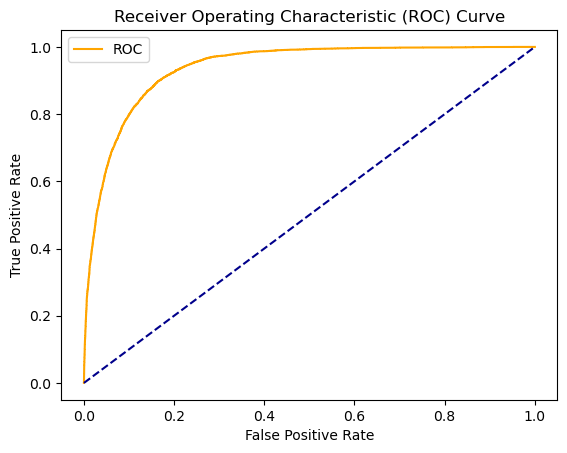 Receiver Operating Characteristic (ROC) Curve
ROC
1.0
0.8
0.6
0.4
0.2
0.0
True Positive Rate
0.0 0.2 0.4 0.6 0.8 1.0
False Positive Rate